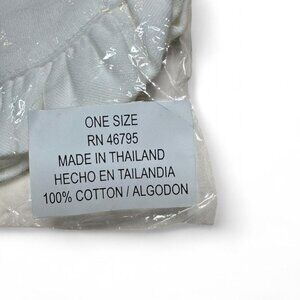 ONE SIZE
RN 46795
MADE IN THAILAND
HECHO EN TAILANDIA
100% COTTON / ALGODON